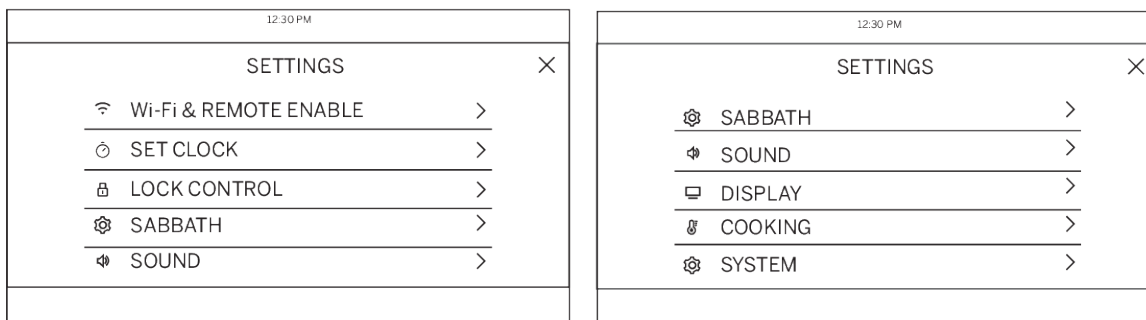 12:30 PM
SETTINGS
Wi-Fi & REMOTE ENABLE
SET CLOCK
LOCK CONTROL
SABBATH
SOUND
12:30 PM
SETTINGS
SABBATH
SOUND
DISPLAY
COOKING
SYSTEM